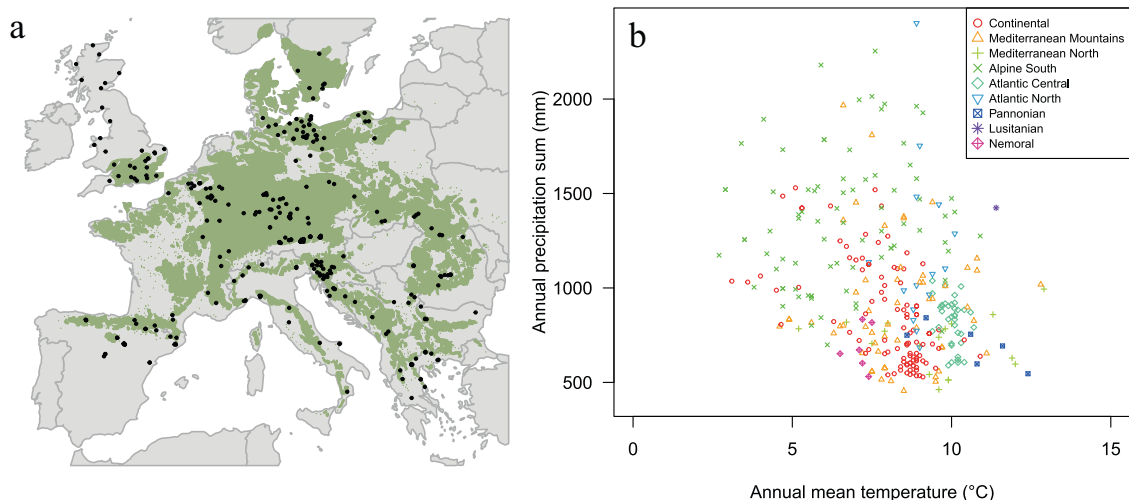 a
b
Annual precipitation sum (mm)
2000
1500
1000
500
0
5
10
15
Annual mean temperature (°C)
Continental
Mediterranean Mountains
Mediterranean North
Alpine South
Atlantic Central
Atlantic North
Pannonian
Lusitanian
Nemoral